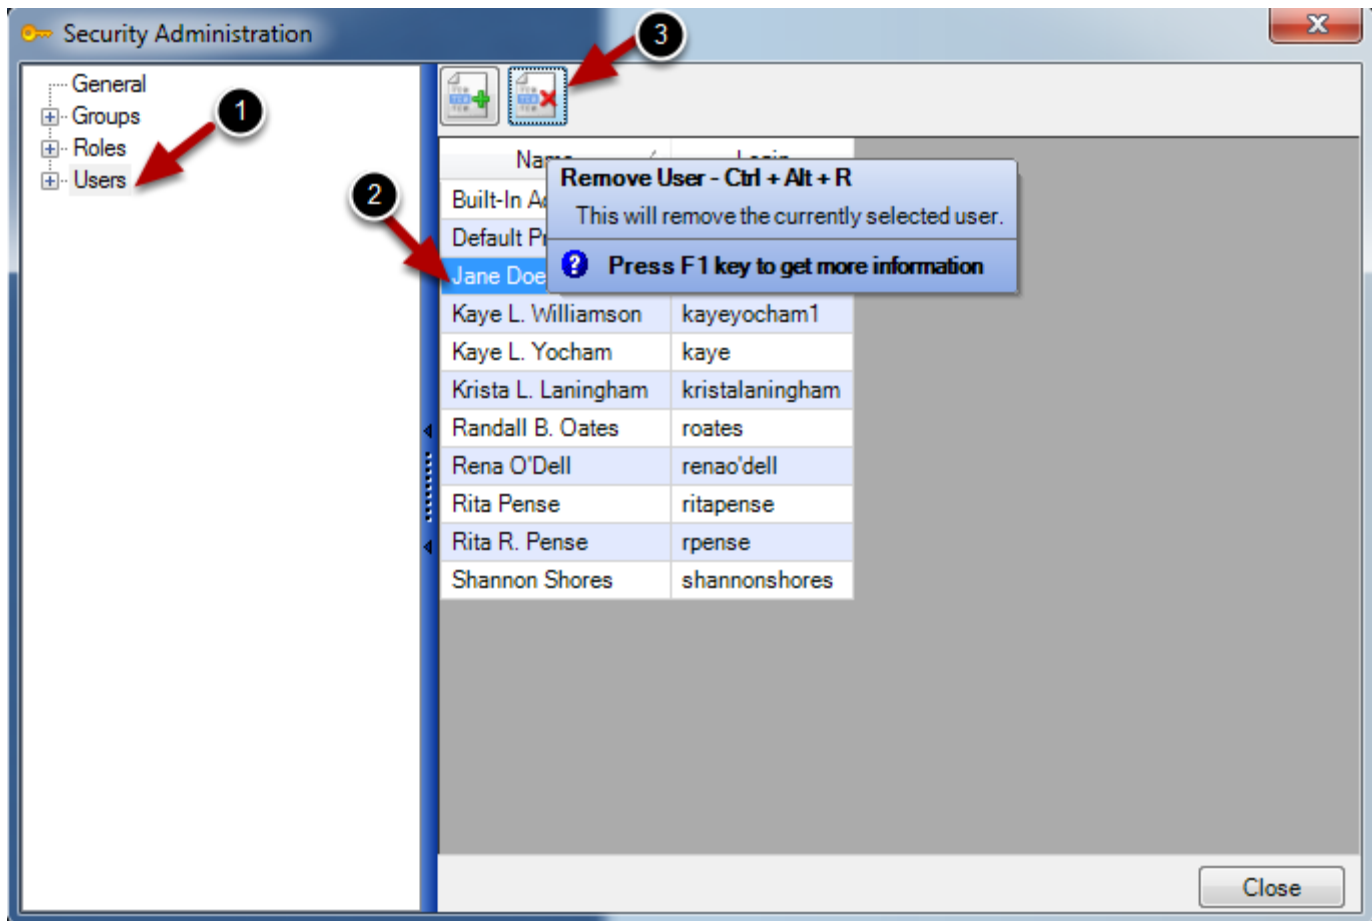 Security Administration
General
Groups
Roles
Users
1
2
3
Name
Login
Remove User - Ctrl + Alt + R
This will remove the currently selected user.
Press F1 key to get more information
Built-In
Default
Jane Doe
Kaye L. Williamson kayeyocham1
Kaye L. Yocham kaye
Krista L. Laningham kristalaningham
Randall B. Oates roates
Rena O'Dell renao'dell
Rita Pense ritapense
Rita R. Pense rpense
Shannon Shores shannonshores
Close